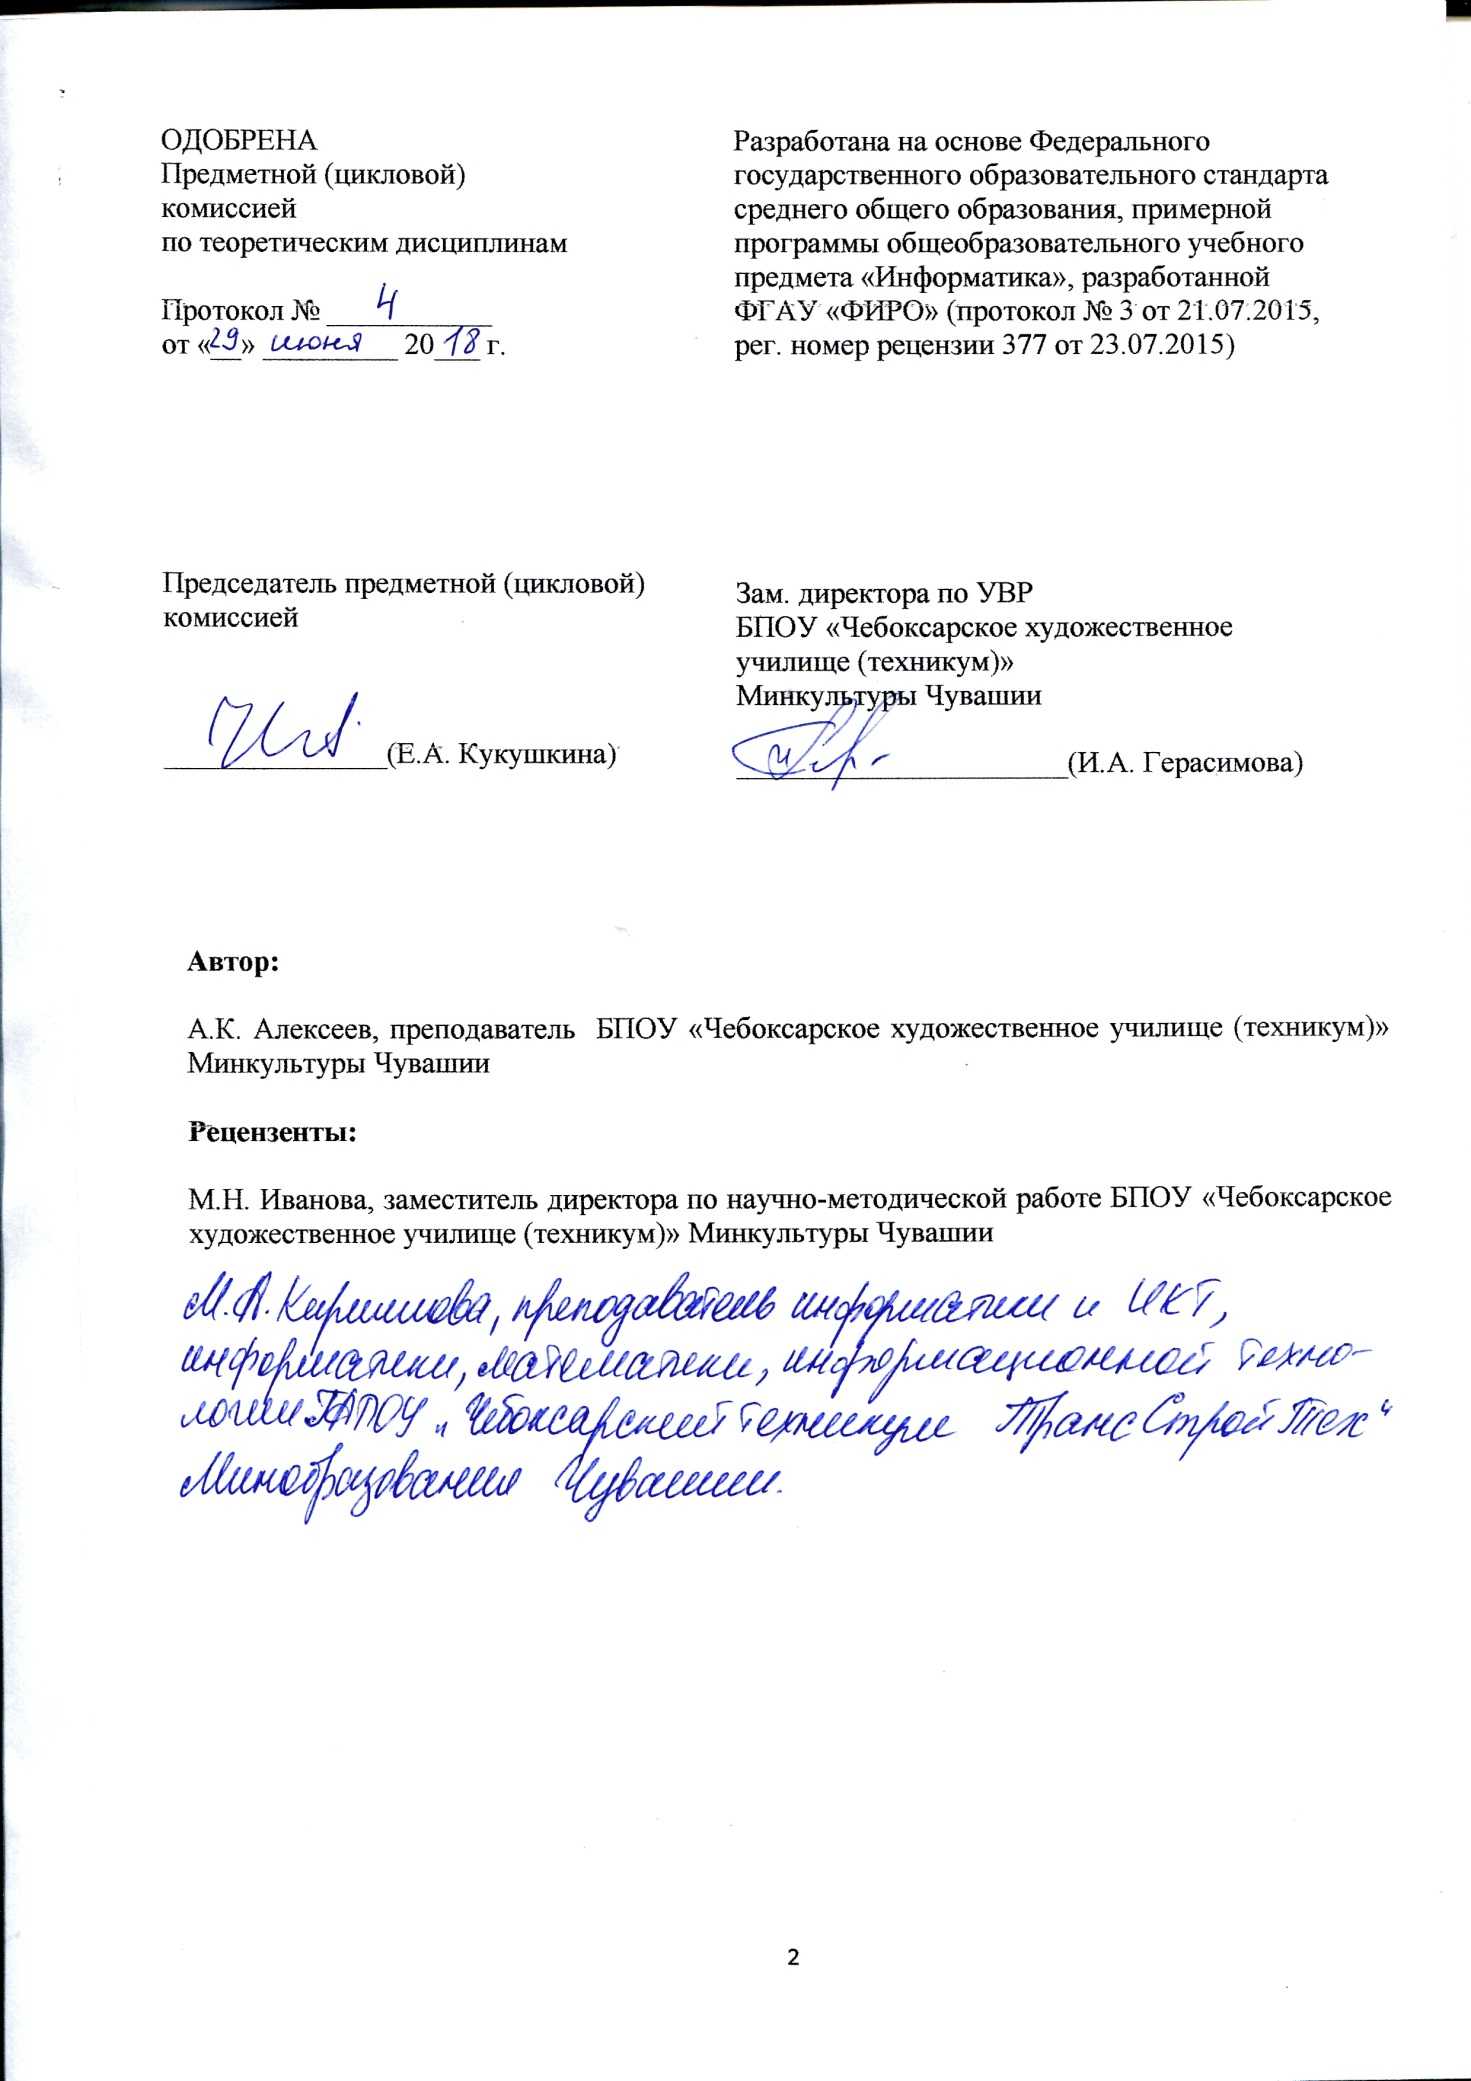 ОДОБРЕНА
Предметной (цикловой)
комиссией
по теоретическим дисциплинам
Протокол № 4
от «29» июня 2018 г.
Разработана на основе Федерального
государственного образовательного стандарта
среднего общего образования, примерной
программы общеобразовательного учебного
предмета «Информатика», разработанной
ФГАУ «ФИРО» (протокол № 3 от 21.07.2015,
рег. номер рецензии 377 от 23.07.2015)
Председатель предметной (цикловой)
комиссией
(Е.А. Кукушкина)
Зам. директора по УВР
БПОУ «Чебоксарское художественное
училище (техникум)»
Минкультуры Чувашии
(И.А. Герасимова)
Автор:
А.К. Алексеев, преподаватель БПОУ «Чебоксарское художественное училище (техникум)»
Минкультуры Чувашии
Рецензенты:
М.Н. Иванова, заместитель директора по научно-методической работе БПОУ «Чебоксарское
художественное училище (техникум)» Минкультуры Чувашии
М.А. преподаватель информатики и ИКТ,
информатики, математики, информационной техно-
логии ГАПОУ „Чебоксарский техникум ТрансСтройТех“
Минобразования Чувашии.
2